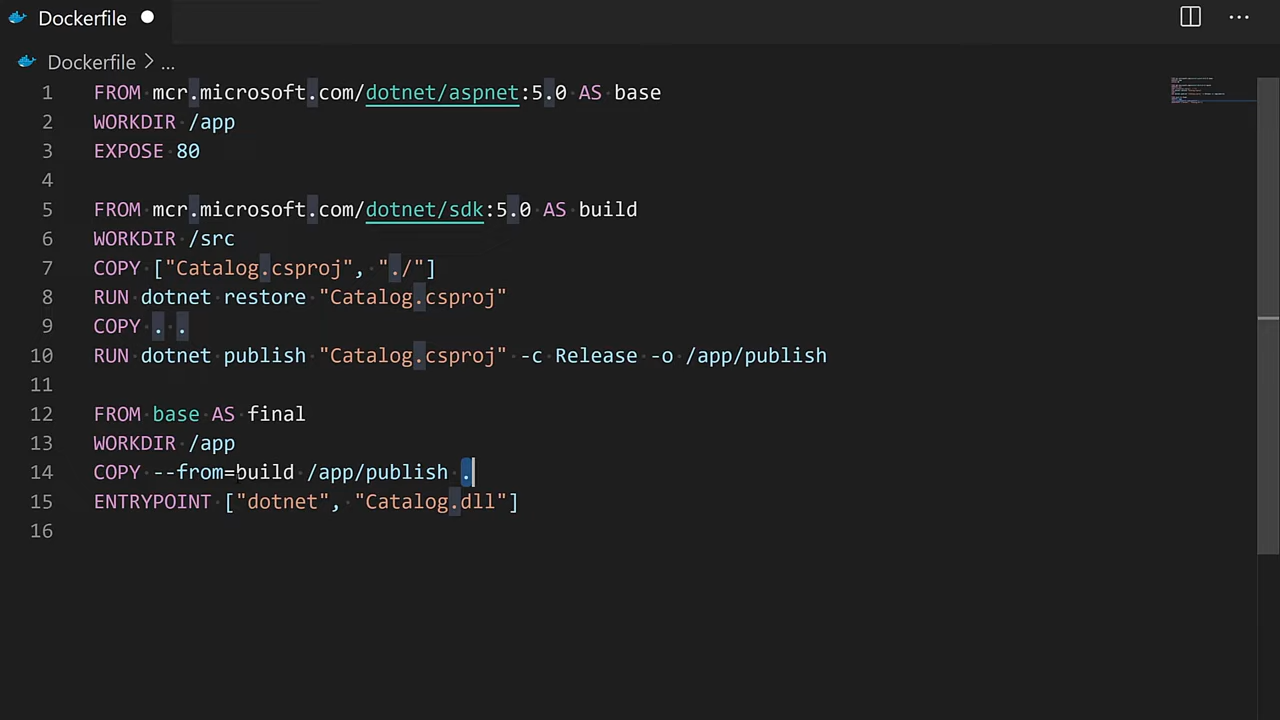 Dockerfile
Dockerfile > ...
1 FROM mcr.microsoft.com/dotnet/aspnet:5.0 AS base
2 WORKDIR /app
3 EXPOSE 80
4
5 FROM mcr.microsoft.com/dotnet/sdk:5.0 AS build
6 WORKDIR /src
7 COPY ["Catalog.csproj", "./"]
8 RUN dotnet restore "Catalog.csproj"
9 COPY . .
10 RUN dotnet publish "Catalog.csproj" -c Release -o /app/publish
11
12 FROM base AS final
13 WORKDIR /app
14 COPY --from=build /app/publish .
15 ENTRYPOINT ["dotnet", "Catalog.dll"]
16